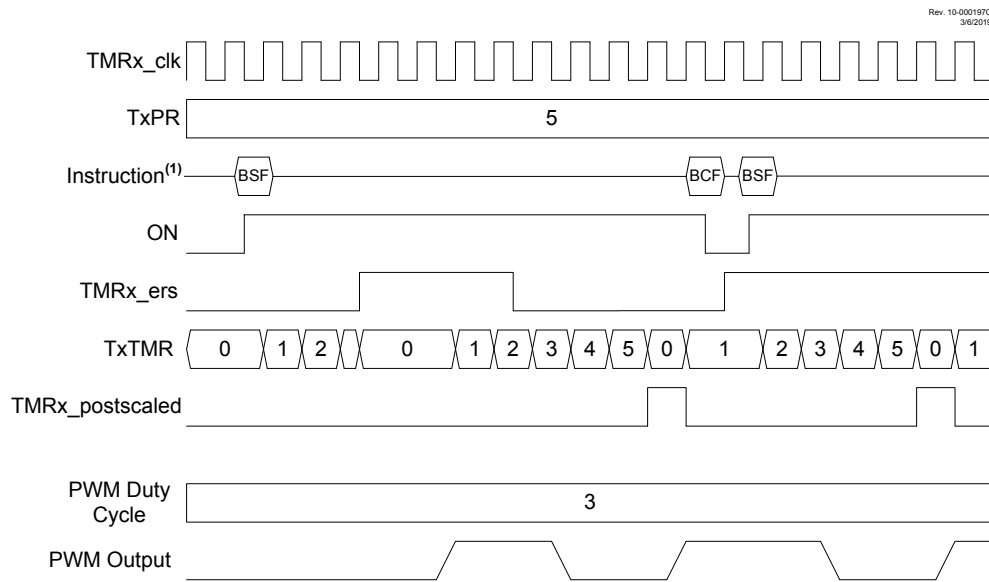 Rev. 10-000197C
3/6/2019
TMRx_clk
TxPR 5
Instruction(1) BSF BCF BSF
ON
TMRx_ers
TxTMR 0 1 2 0 1 2 3 4 5 0 1 2 3 4 5 0 1
TMRx_postscaled
PWM Duty
Cycle 3
PWM Output